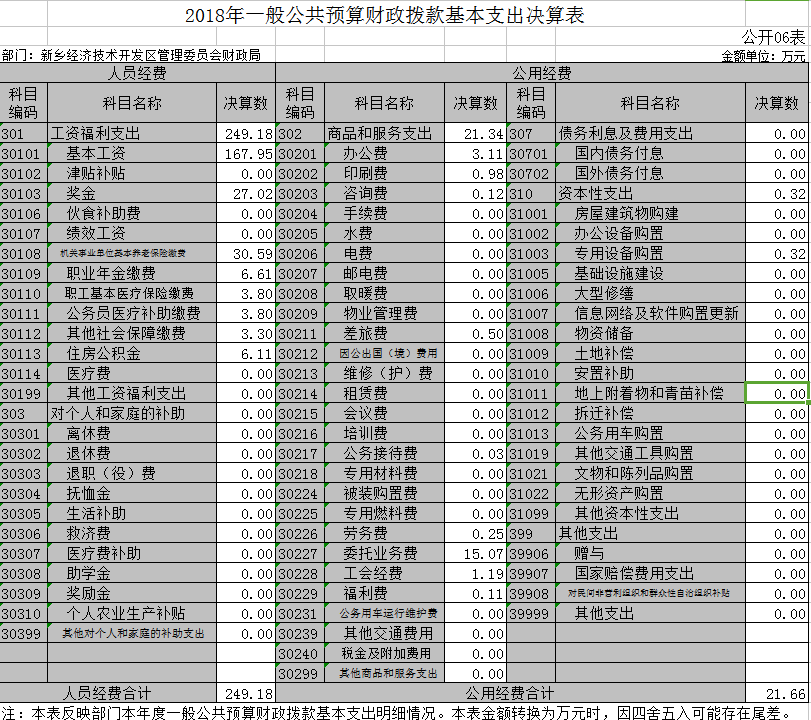 2018年一般公共预算财政拨款基本支出决算表
公开06表
部门：新乡经济技术开发区管理委员会财政局 金额单位：万元
人员经费 公用经费
科目编码 科目名称 决算数 科目编码 科目名称 决算数 科目编码 科目名称 决算数
301 工资福利支出 249.18 302 商品和服务支出 21.34 307 债务利息及费用支出 0.00
30101 基本工资 167.95 30201 办公费 3.11 30701 国内债务付息 0.00
30102 津贴补贴 0.00 30202 印刷费 0.98 30702 国外债务付息 0.00
30103 奖金 27.02 30203 咨询费 0.12 310 资本性支出 0.32
30106 伙食补助费 0.00 30204 手续费 0.00 31001 房屋建筑物购建 0.00
30107 绩效工资 0.00 30205 水费 0.00 31002 办公设备购置 0.00
30108 机关事业单位基本养老保险缴费 30.59 30206 电费 0.00 31003 专用设备购置 0.32
30109 职业年金缴费 6.61 30207 邮电费 0.00 31005 基础设施建设 0.00
30110 职工基本医疗保险缴费 3.80 30208 取暖费 0.00 31006 大型修缮 0.00
30111 公务员医疗补助缴费 3.80 30209 物业管理费 0.00 31007 信息网络及软件购置更新 0.00
30112 其他社会保障缴费 3.30 30211 差旅费 0.50 31008 物资储备 0.00
30113 住房公积金 6.11 30212 因公出国（境）费用 0.00 31009 土地补偿 0.00
30114 医疗费 0.00 30213 维修（护）费 0.00 31010 安置补助 0.00
30199 其他工资福利支出 0.00 30214 租赁费 0.00 31011 地上附着物和青苗补偿 0.00
303 对个人和家庭的补助 0.00 30215 会议费 0.00 31012 拆迁补偿 0.00
30301 离休费 0.00 30216 培训费 0.00 31013 公务用车购置 0.00
30302 退休费 0.00 30217 公务接待费 0.03 31019 其他交通工具购置 0.00
30303 退职（役）费 0.00 30218 专用材料费 0.00 31021 文物和陈列品购置 0.00
30304 抚恤金 0.00 30224 被装购置费 0.00 31022 无形资产购置 0.00
30305 生活补助 0.00 30225 专用燃料费 0.00 31099 其他资本性支出 0.00
30306 救济费 0.00 30226 劳务费 0.25 399 其他支出 0.00
30307 医疗费补助 0.00 30227 委托业务费 15.07 39906 赠与 0.00
30308 助学金 0.00 30228 工会经费 1.19 39907 国家赔偿费用支出 0.00
30309 奖励金 0.00 30229 福利费 0.11 39908 对民间非营利组织和群众性自治组织补贴 0.00
30310 个人农业生产补贴 0.00 30231 公务用车运行维护费 0.00 39999 其他支出 0.00
30399 其他对个人和家庭的补助支出 0.00 30239 其他交通费用 0.00
30240 税金及附加费用 0.00
30299 其他商品和服务支出 0.00
人员经费合计 249.18 公用经费合计 21.66
注：本表反映部门本年度一般公共预算财政拨款基本支出明细情况。本表金额转换为万元时，因四舍五入可能存在尾差。